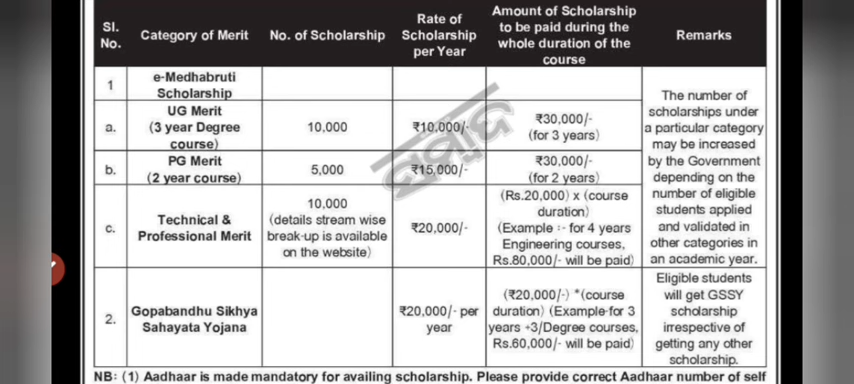 Sl. No.
Category of Merit
No. of Scholarship
Rate of Scholarship per Year
Amount of Scholarship to be paid during the whole duration of the course
Remarks
1
e-Medhabruti Scholarship
a.
UG Merit
(3 year Degree course)
10,000
₹10,000/-
₹30,000/-
(for 3 years)
b.
PG Merit
(2 year course)
5,000
₹15,000/-
₹30,000/-
(for 2 years)
c.
Technical & Professional Merit
10,000
(details stream wise break-up is available on the website)
₹20,000/-
(Rs.20,000) x (course duration)
(Example :- for 4 years Engineering courses, Rs.80,000/- will be paid)
The number of scholarships under a particular category may be increased by the Government depending on the number of eligible students applied and validated in other categories in an academic year.
2.
Gopabandhu Sikhya Sahayata Yojana
₹20,000/- per year
(₹20,000/-) *(course duration) (Example-for 3 years +3/Degree courses, Rs.60,000/- will be paid)
Eligible students will get GSSY scholarship irrespective of getting any other scholarship.
NB: (1) Aadhaar is made mandatory for availing scholarship. Please provide correct Aadhaar number of self